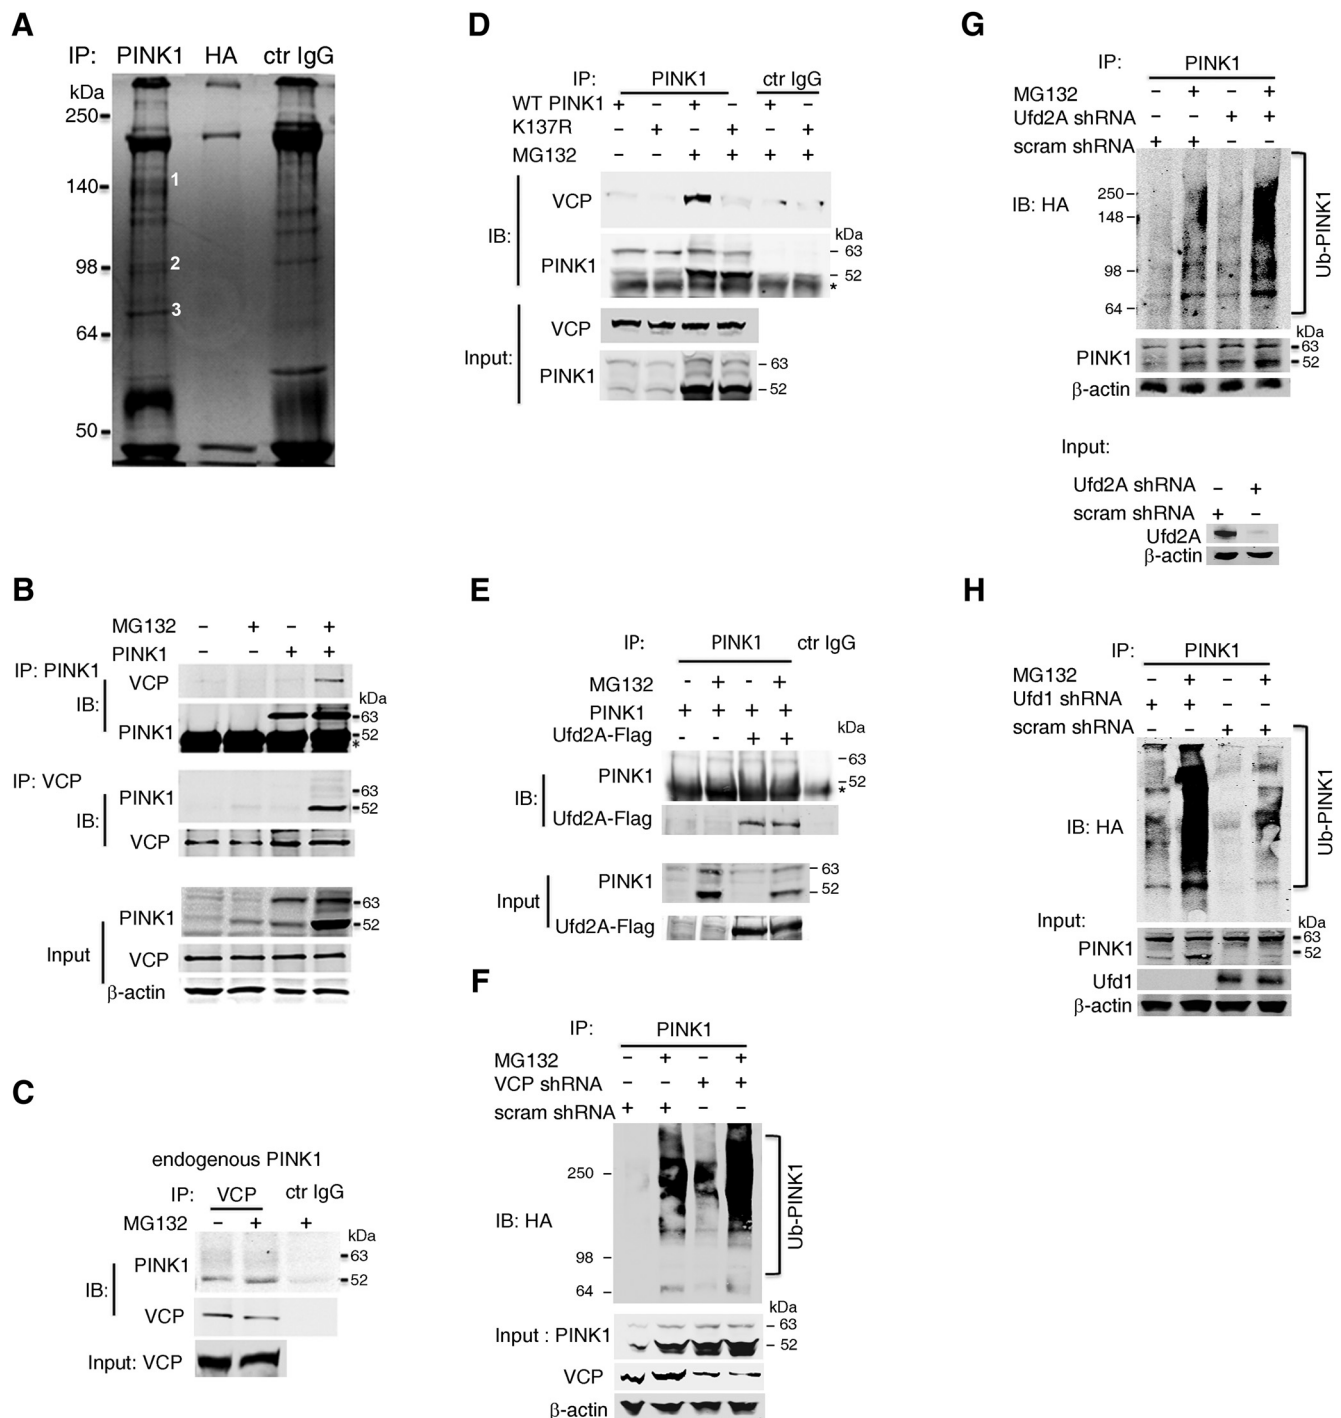 A
IP: PINK1 HA ctr IgG
kDa
250
140
98
64
50
1
2
3
B
MG132 – + – +
PINK1 – – + +
IP: PINK1
IB:
VCP
PINK1
kDa
63
52
*
IP: VCP
IB:
PINK1
VCP
63
52
Input
PINK1
VCP
β-actin
63
52
C
endogenous PINK1
IP: VCP ctr IgG
MG132 – + +
kDa
IB:
PINK1
63
52
VCP
Input: VCP
D
IP: PINK1 ctr IgG
WT PINK1 + – + – + –
K137R – + – + – +
MG132 – – + + + +
IB:
VCP
PINK1
kDa
63
52
*
Input:
VCP
PINK1
63
52
E
IP: PINK1 ctr IgG
MG132 - + - +
PINK1 + + + +
Ufd2A-Flag - - + +
kDa
IB:
PINK1
63
52
*
Ufd2A-Flag
Input
PINK1
63
52
Ufd2A-Flag
F
IP: PINK1
MG132 – + – +
VCP shRNA – – + +
scram shRNA + + – –
IB: HA
250
98
64
Ub-PINK1
kDa
Input : PINK1
63
52
VCP
β-actin
G
IP: PINK1
MG132 – + – +
Ufd2A shRNA – – + +
scram shRNA + + – –
IB: HA
250
148
98
64
Ub-PINK1
kDa
PINK1
63
52
β-actin
Input:
Ufd2A shRNA – +
scram shRNA + –
Ufd2A
β-actin
H
IP: PINK1
MG132 – + – +
Ufd1 shRNA + + – –
scram shRNA – – + +
IB: HA
Ub-PINK1
Input:
kDa
PINK1
63
52
Ufd1
β-actin